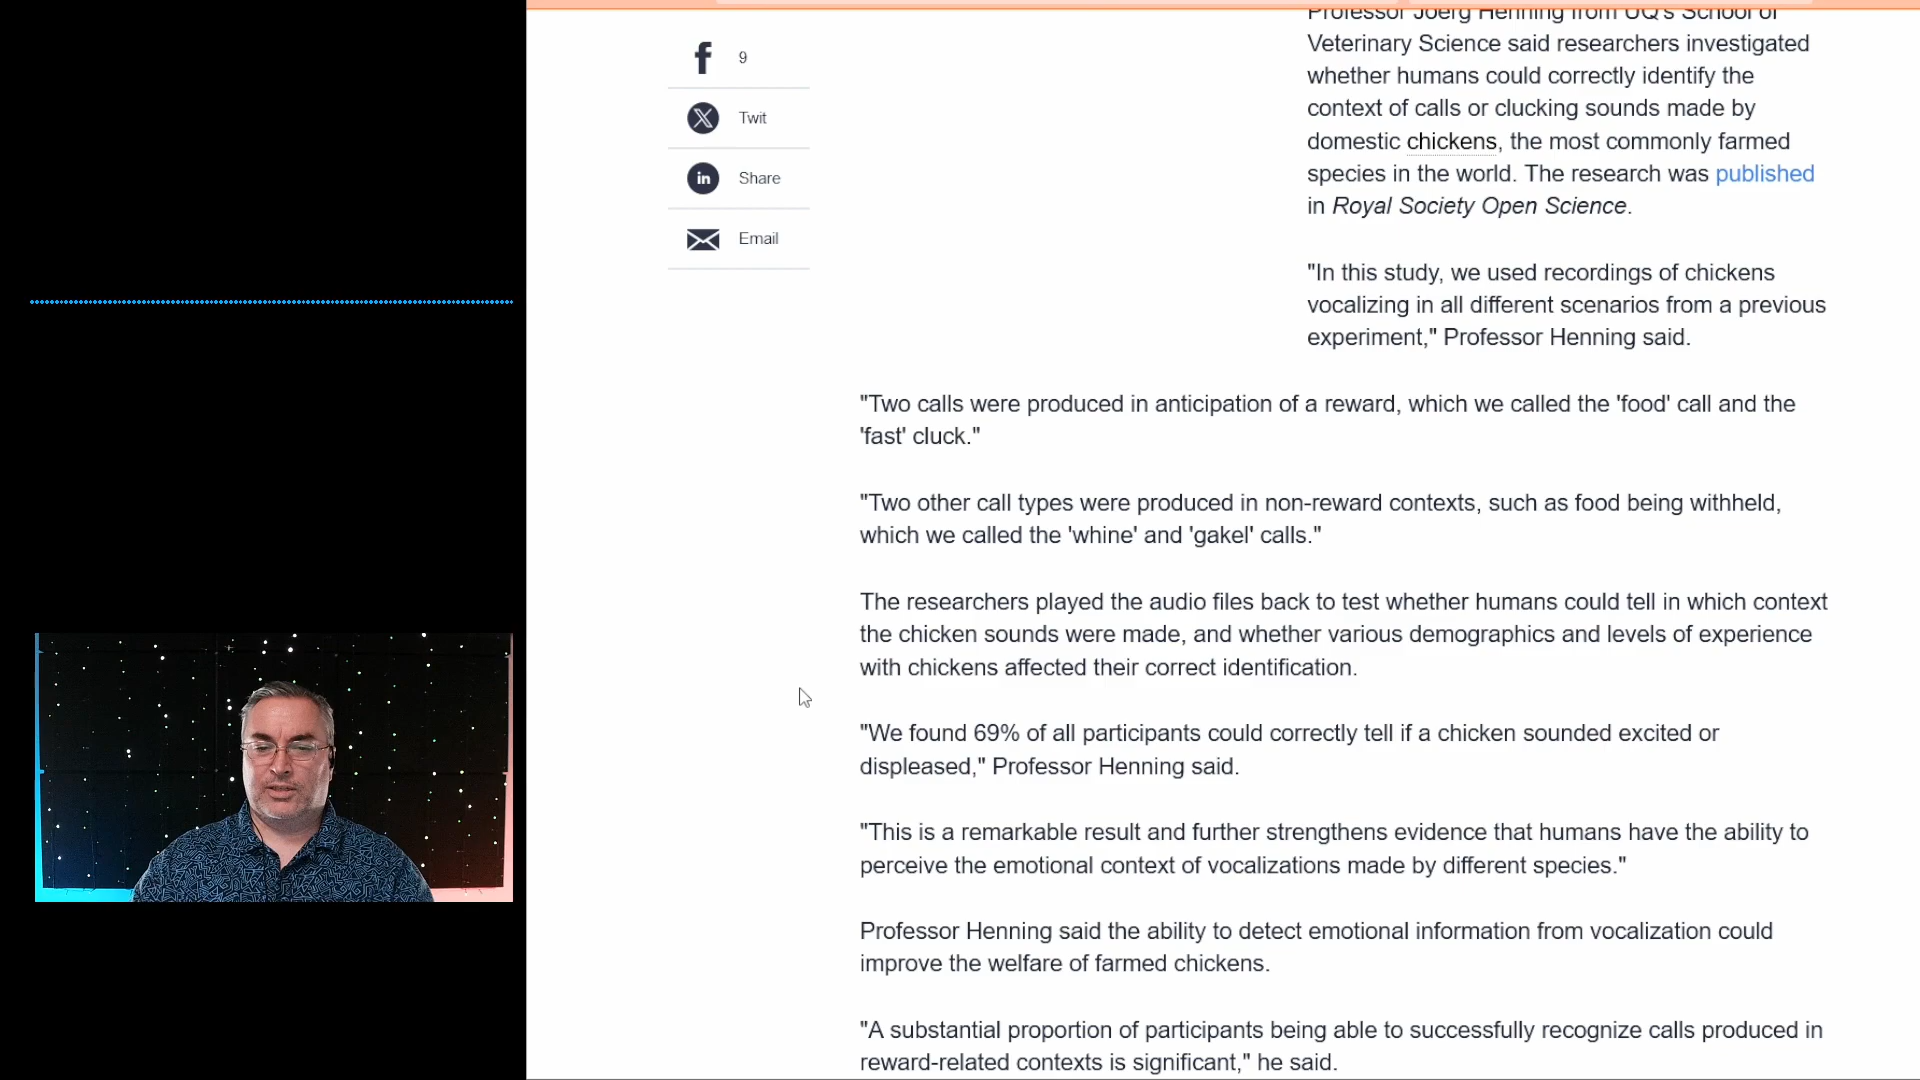 9
Twit
in
Share
Email
Professor Joerg Henning from UQ's School of
Veterinary Science said researchers investigated
whether humans could correctly identify the
context of calls or clucking sounds made by
domestic chickens, the most commonly farmed
species in the world. The research was published
in Royal Society Open Science.
"In this study, we used recordings of chickens
vocalizing in all different scenarios from a previous
experiment," Professor Henning said.
"Two calls were produced in anticipation of a reward, which we called the 'food' call and the
'fast' cluck."
"Two other call types were produced in non-reward contexts, such as food being withheld,
which we called the 'whine' and 'gakel' calls."
The researchers played the audio files back to test whether humans could tell in which context
the chicken sounds were made, and whether various demographics and levels of experience
with chickens affected their correct identification.
"We found 69% of all participants could correctly tell if a chicken sounded excited or
displeased," Professor Henning said.
"This is a remarkable result and further strengthens evidence that humans have the ability to
perceive the emotional context of vocalizations made by different species."
Professor Henning said the ability to detect emotional information from vocalization could
improve the welfare of farmed chickens.
"A substantial proportion of participants being able to successfully recognize calls produced in
reward-related contexts is significant," he said.